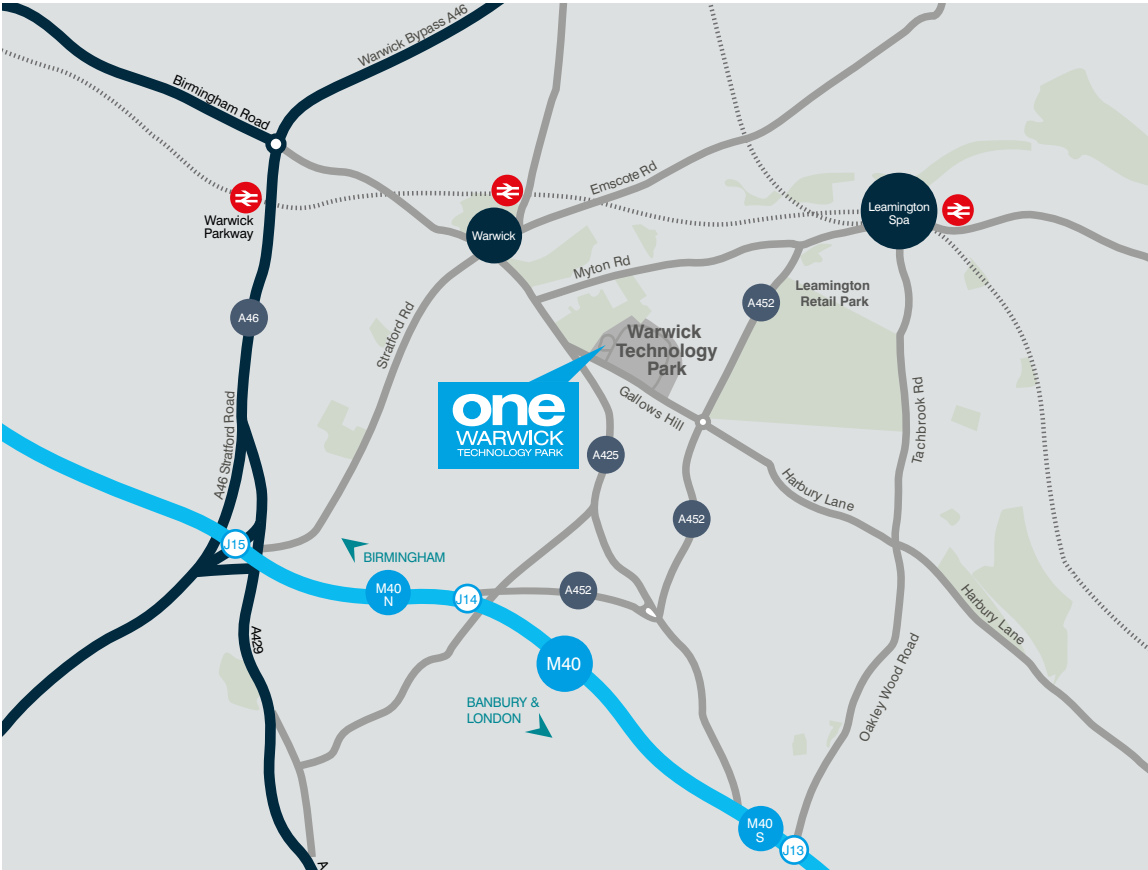 Warwick Bypass A46
Birmingham Road
Emscote Rd
Warwick
Parkway
Warwick
Leamington
Spa
Myton Rd
A452
Leamington
Retail Park
A46
Stratford Rd
Warwick
Technology
Park
one
WARWICK
TECHNOLOGY PARK
Gallows Hill
Tachbrook Rd
A46 Stratford Road
A425
Harbury Lane
A452
J15
BIRMINGHAM
M40
N
J14
A452
Harbury Lane
A429
M40
BANBURY &
LONDON
Oakley Wood Road
M40
S
J13
A